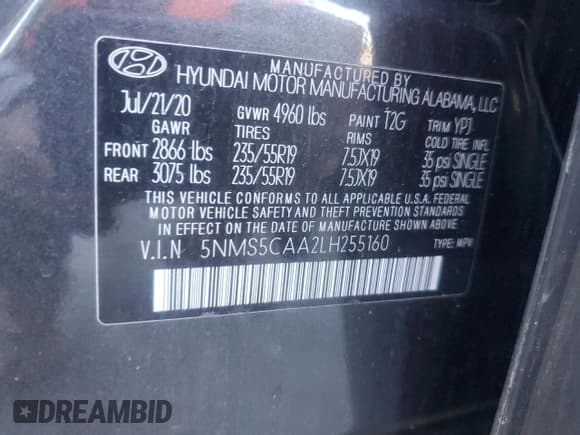 MANUFACTURED BY
HYUNDAI MOTOR MANUFACTURING ALABAMA, LLC
Jul/21/20 GVWR 4960 lbs PAINT T2G TRIM YPJ
GAWR TIRES RIMS COLD TIRE INFL.
FRONT 2866 lbs 235/55R19 7.5JX19 35 psi SINGLE
REAR 3075 lbs 235/55R19 7.5JX19 35 psi SINGLE
THIS VEHICLE CONFORMS TO ALL APPLICABLE U.S.A. FEDERAL
MOTOR VEHICLE SAFETY AND THEFT PREVENTION STANDARDS
IN EFFECT ON THE DATE OF MANUFACTURE SHOWN ABOVE.
V.I.N 5NMS5CAA2LH255160 TYPE: MPV
DREAMBID